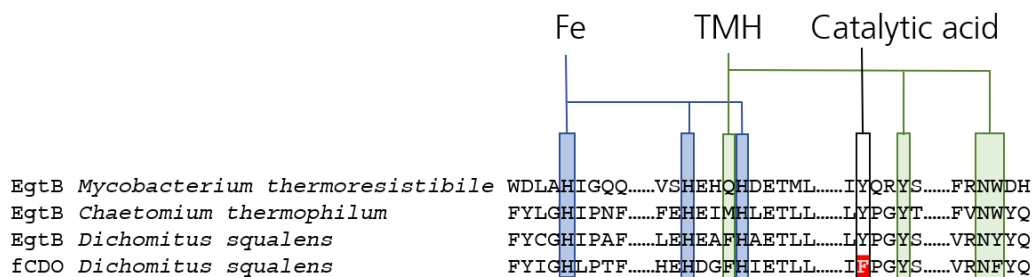 Fe TMH Catalytic acid
EgtB Mycobacterium thermoresistibile WDLAHIGQQ.....VSHEHQHDETML.....IYQRYS.....FRNWDH
EgtB Chaetomium thermophilum FYLGHIPNF.....FEHEIMHLETLL.....LYPGYT.....FVNWYQ
EgtB Dichomitus squalens FYCGHIPAF.....LEHEAFHAETLL.....LYPGYS.....VRNYYQ
fCDO Dichomitus squalens FYIGHLPTF.....HEHDGFHIETLL.....IFPGYS.....VRNFYQ